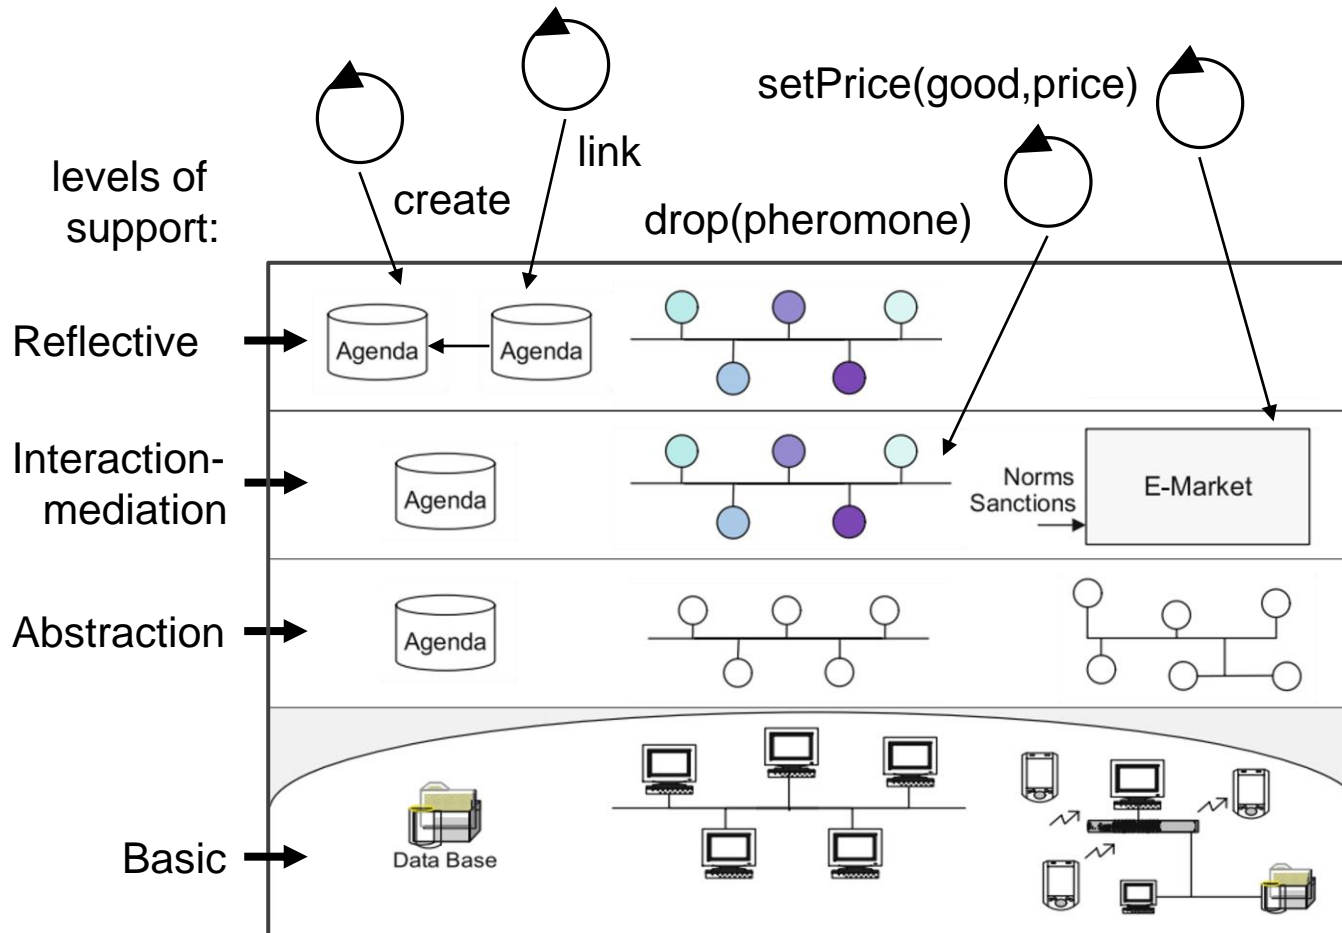 setPrice(good,price)
link
levels of
support:
create
drop(pheromone)
Reflective
Agenda
Agenda
Interaction-
mediation
Agenda
Norms
Sanctions
E-Market
Abstraction
Agenda
Basic
Data Base